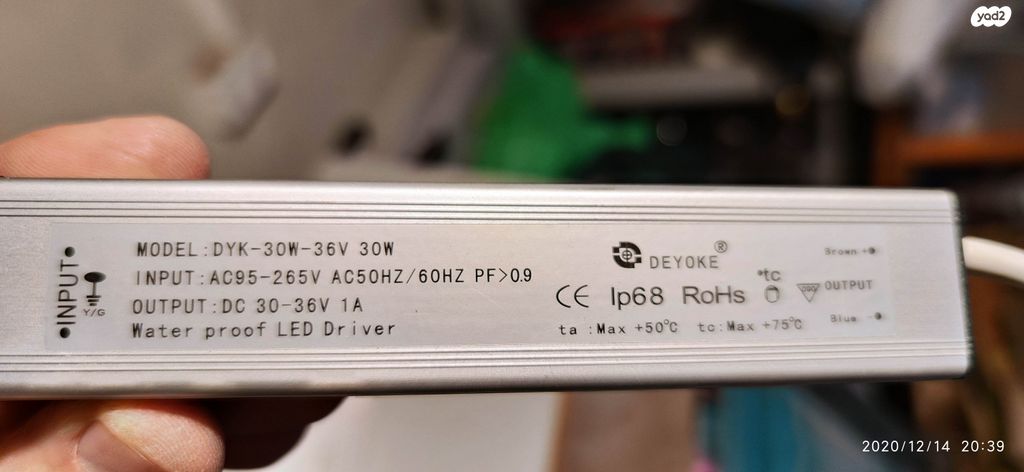 yad2
MODEL:DYK-30W-36V 30W
INPUT:AC95-265V AC50HZ/60HZ PF>0.9
OUTPUT:DC 30-36V 1A
Water proof LED Driver
INPUT
Y/G
DEYOKE®
CE Ip68 RoHs
tc
ta :Max +50℃ tc:Max +75℃
Brown +
OUTPUT
Blue -
2020/12/14 20:39